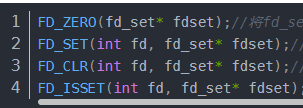 1 FD_ZERO(fd_set* fdset);//将fd_se
2 FD_SET(int fd, fd_set* fdset);//
3 FD_CLR(int fd, fd_set* fdset);//
4 FD_ISSET(int fd, fd_set* fdset)